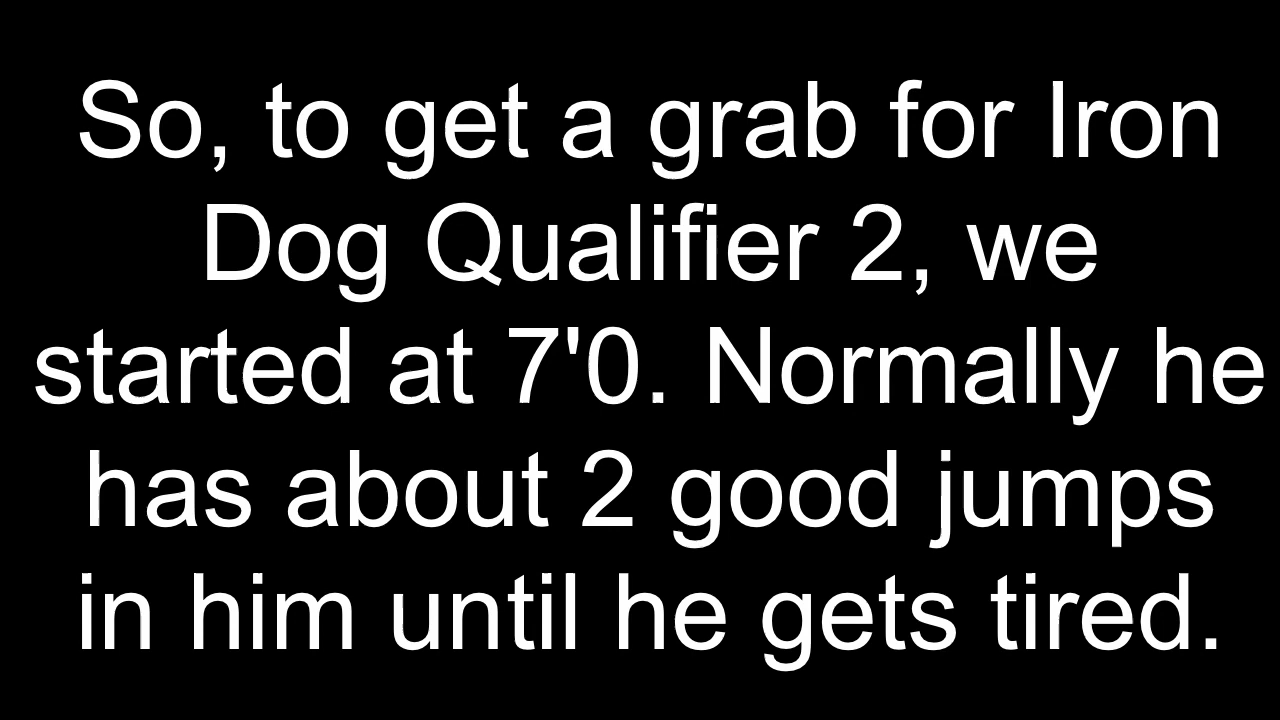 So, to get a grab for Iron
Dog Qualifier 2, we
started at 7'0. Normally he
has about 2 good jumps
in him until he gets tired.